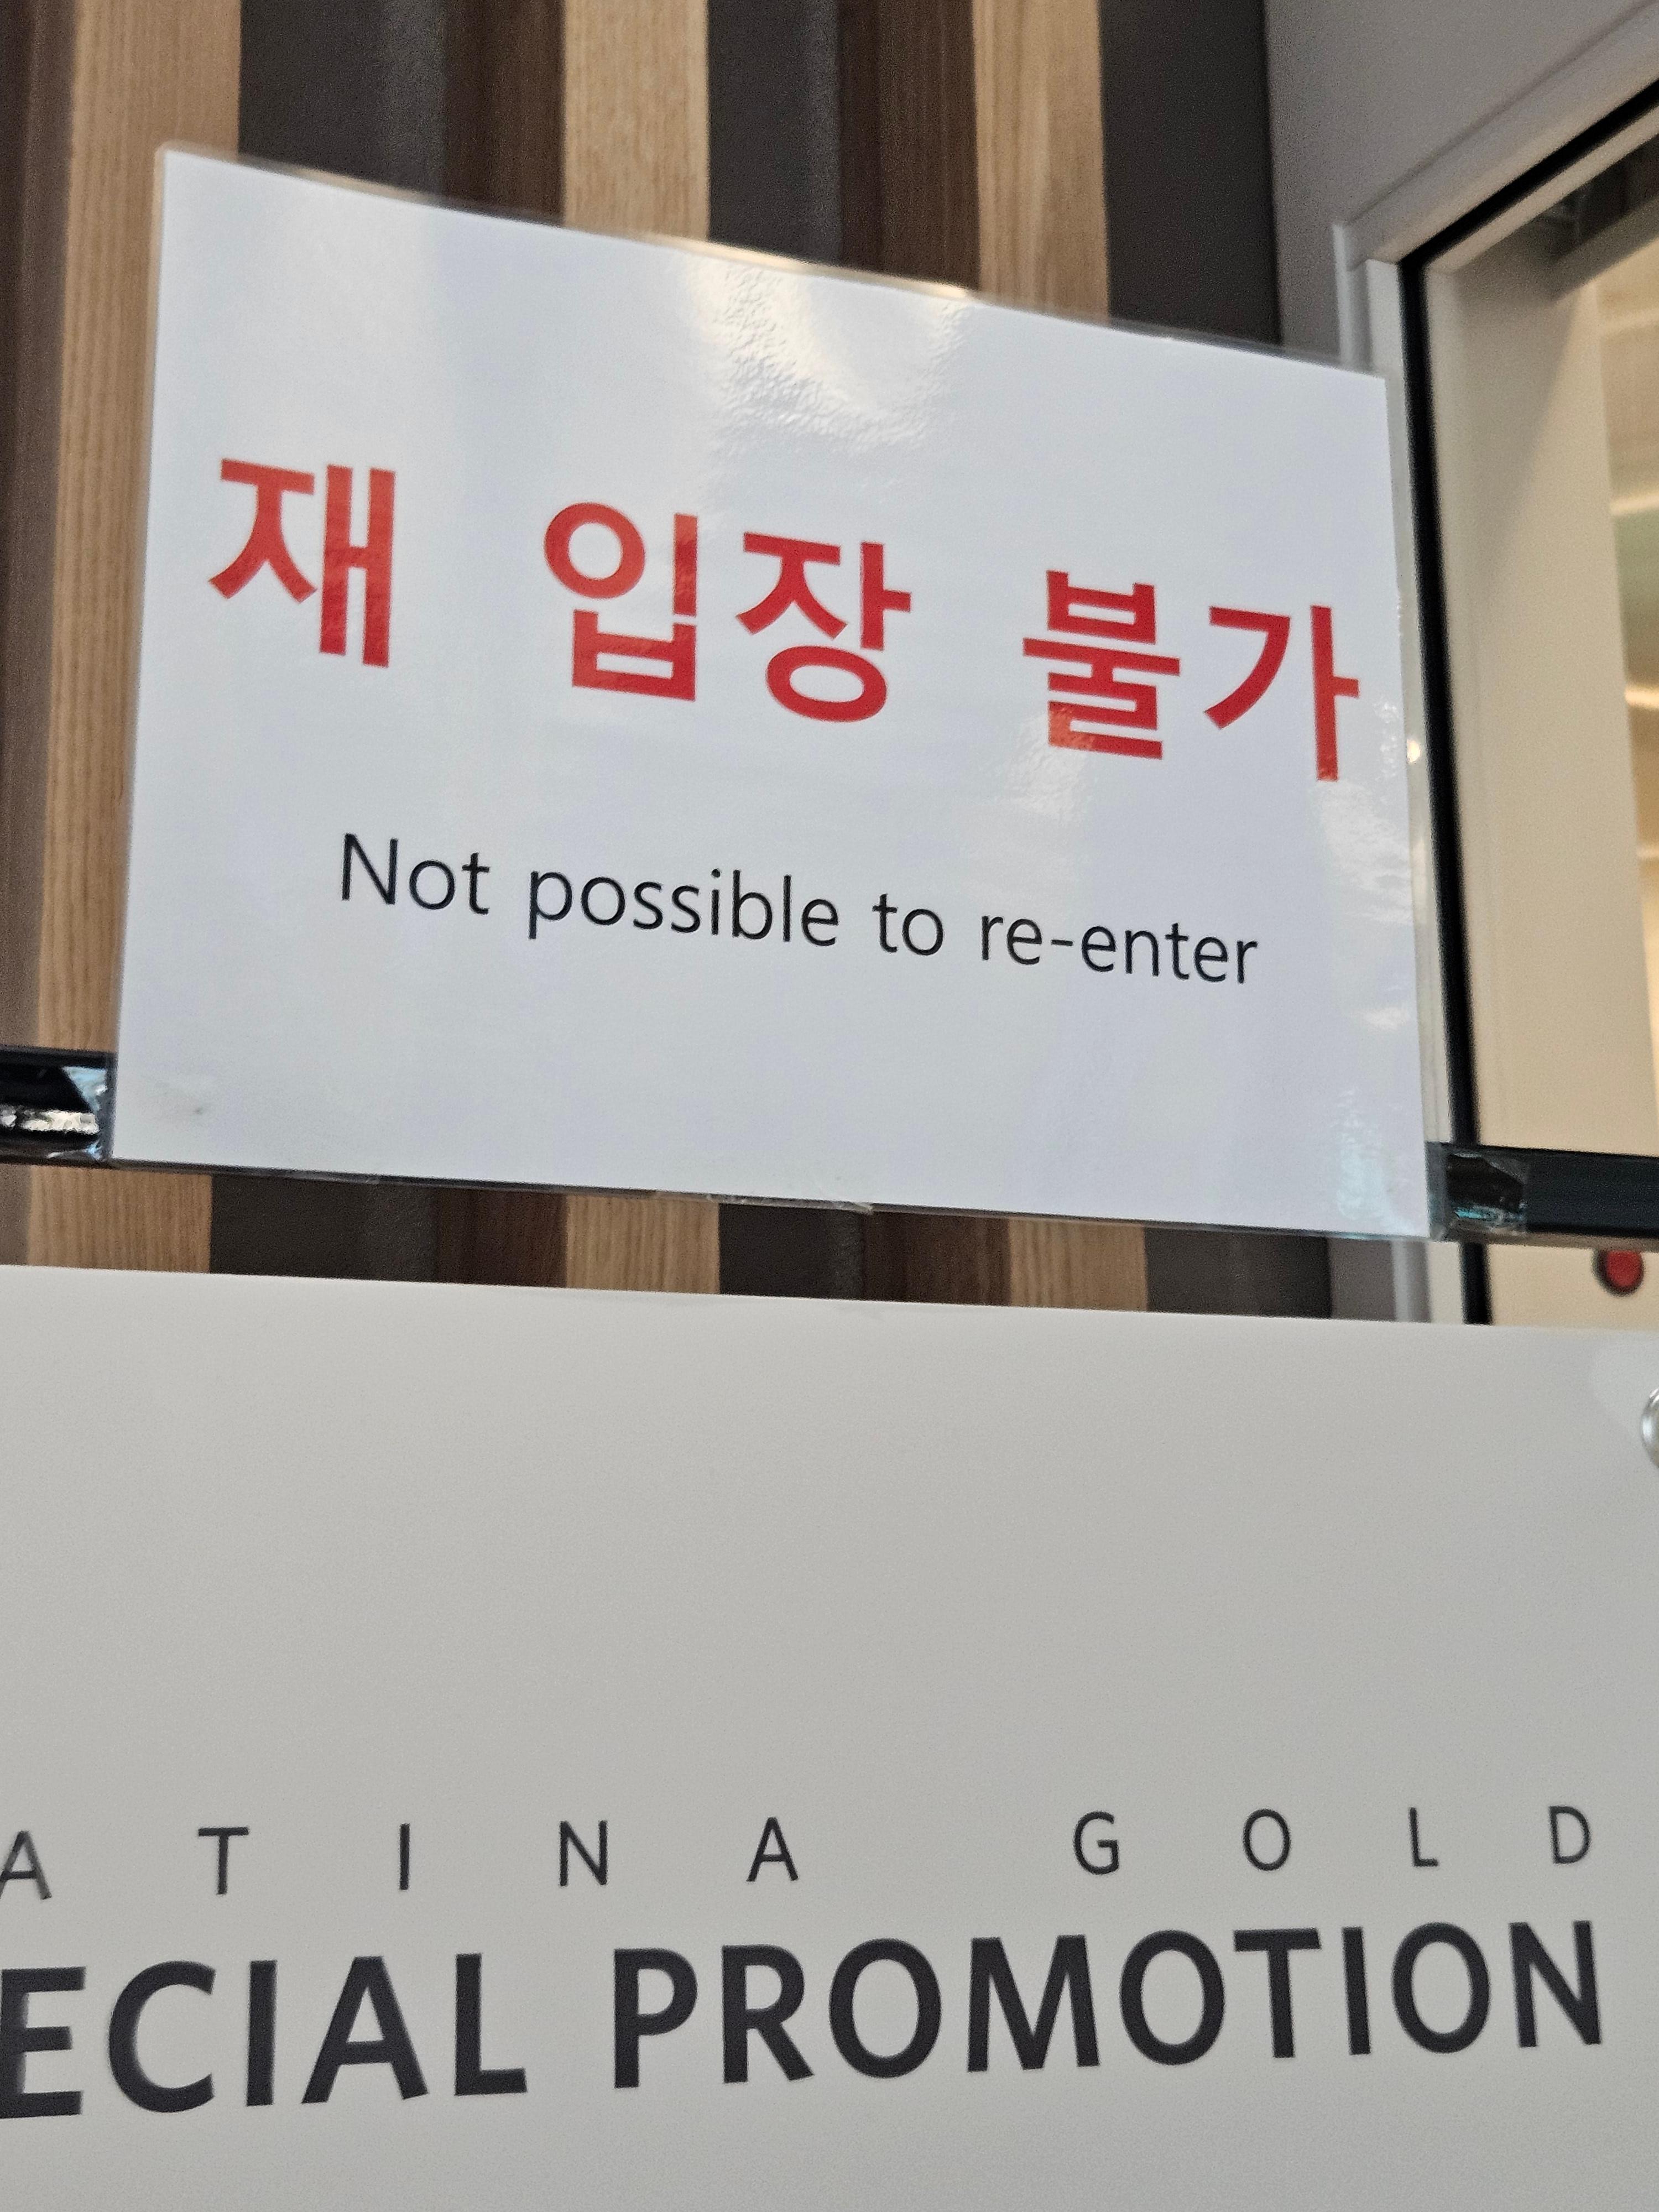 재 입장 불가
Not possible to re-enter
ATINA GOLD
ECIAL PROMOTION